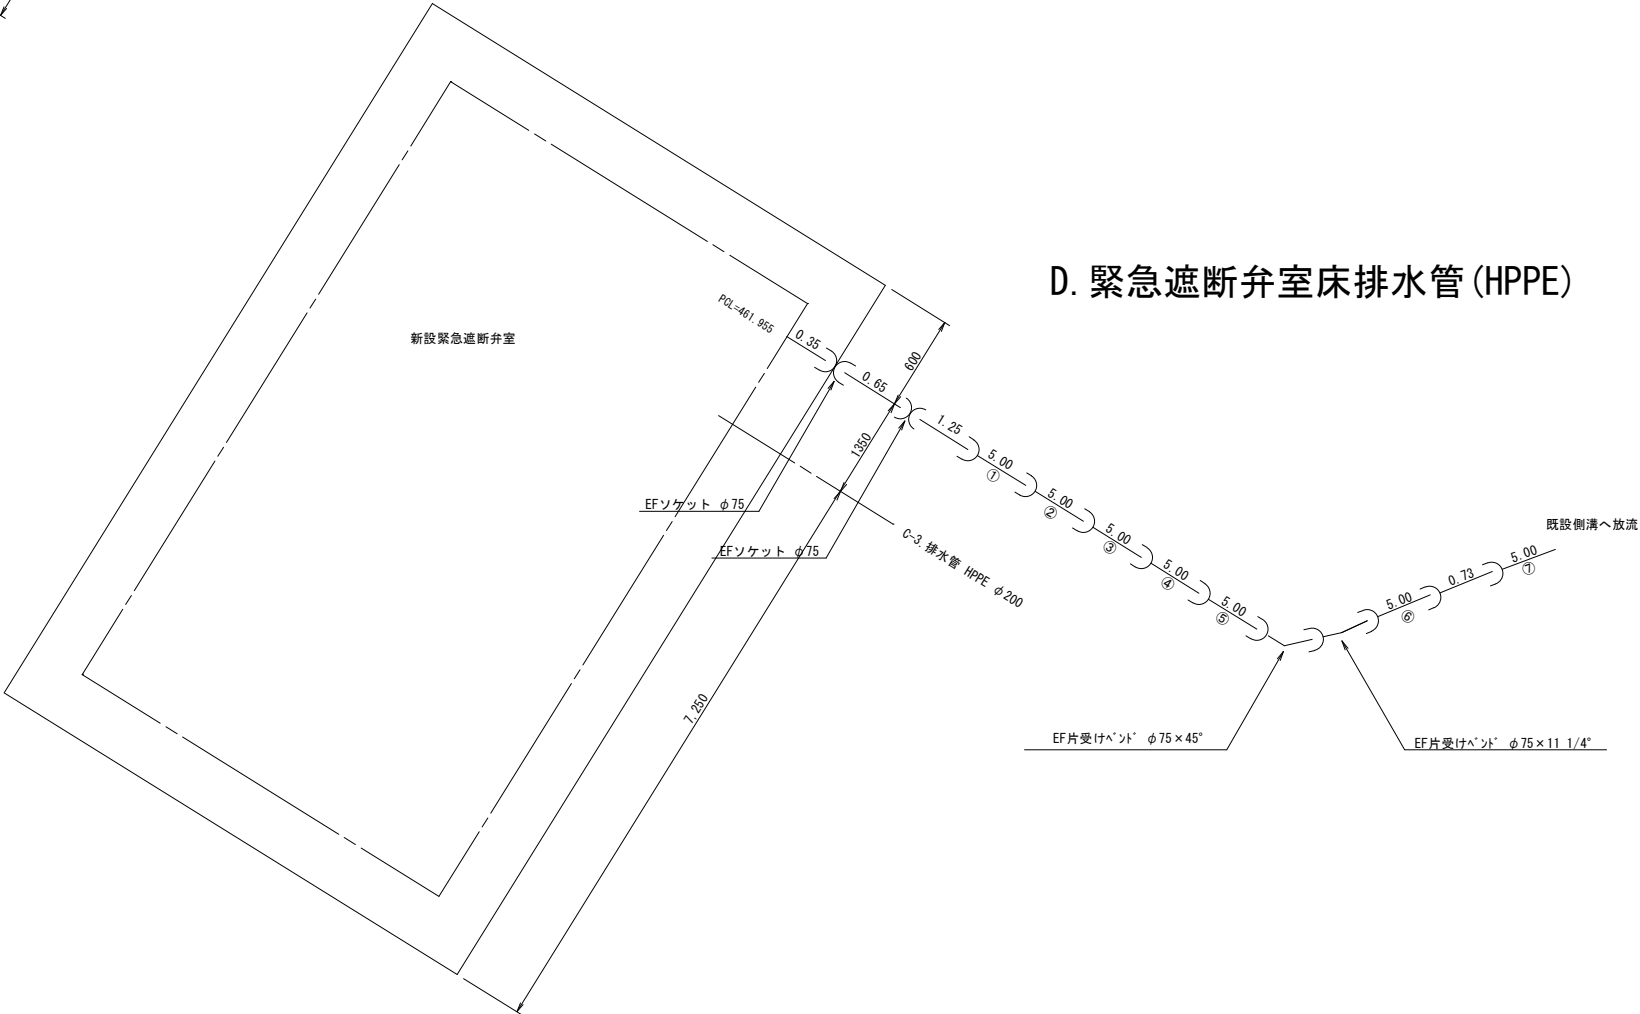 D. 緊急遮断弁室床排水管(HPPE)
新設緊急遮断弁室
PCL=461.955
0.35
0.65
600
1350
7,250
EFソケット φ75
EFソケット φ75
C-3. 排水管 HPPE φ200
1.25
5.00
①
5.00
②
5.00
③
5.00
④
5.00
⑤
5.00
⑥
0.73
5.00
⑦
既設側溝へ放流
EF片受けベンド φ75×45°
EF片受けベンド φ75×11 1/4°